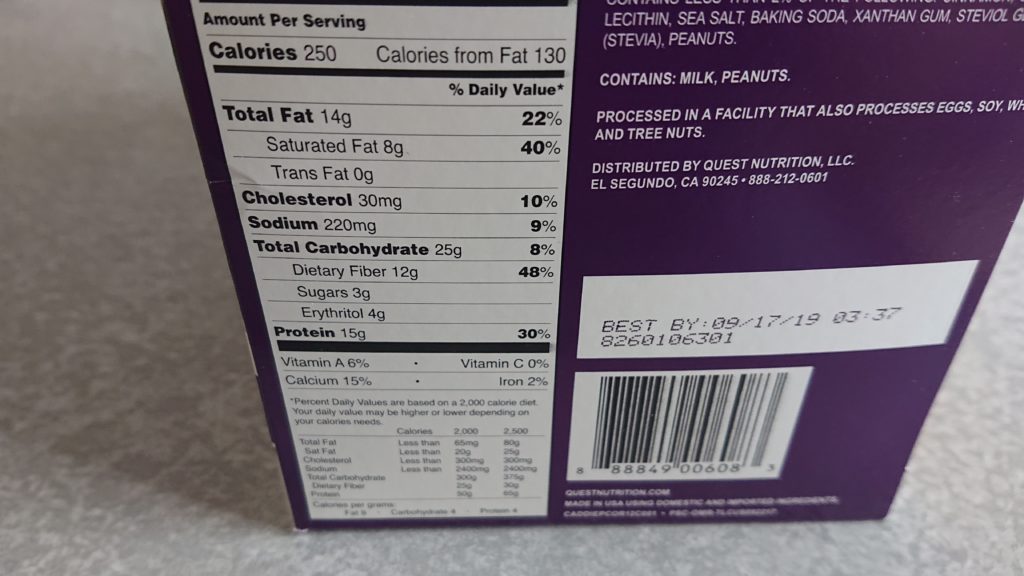 Amount Per Serving
Calories 250 Calories from Fat 130
% Daily Value*
Total Fat 14g 22%
Saturated Fat 8g 40%
Trans Fat 0g
Cholesterol 30mg 10%
Sodium 220mg 9%
Total Carbohydrate 25g 8%
Dietary Fiber 12g 48%
Sugars 3g
Erythritol 4g
Protein 15g 30%
Vitamin A 6% • Vitamin C 0%
Calcium 15% • Iron 2%
*Percent Daily Values are based on a 2,000 calorie diet.
Your daily value may be higher or lower depending on
your calories needs.
Calories 2,000 2,500
Total Fat Less than 65mg 80g
Sat Fat Less than 20g 25g
Cholesterol Less than 300mg 300mg
Sodium Less than 2400mg 2400mg
Total Carbohydrate 300g 375g
Dietary Fiber 25g 30g
Protein 50g 65g
Calories per gram:
Fat 9 • Carbohydrate 4 • Protein 4
CONTAINS LESS THAN 2% OF THE FOLLOWING:
LECITHIN, SEA SALT, BAKING SODA, XANTHAN GUM, STEVIOL
(STEVIA), PEANUTS.
CONTAINS: MILK, PEANUTS.
PROCESSED IN A FACILITY THAT ALSO PROCESSES EGGS, SOY, WH
AND TREE NUTS.
DISTRIBUTED BY QUEST NUTRITION, LLC.
EL SEGUNDO, CA 90245 • 888-212-0601
BEST BY:09/17/19 03:37
8260106301
8 88849 00608 3
QUESTNUTRITION.COM
MADE IN USA USING DOMESTIC AND IMPORTED INGREDIENTS.